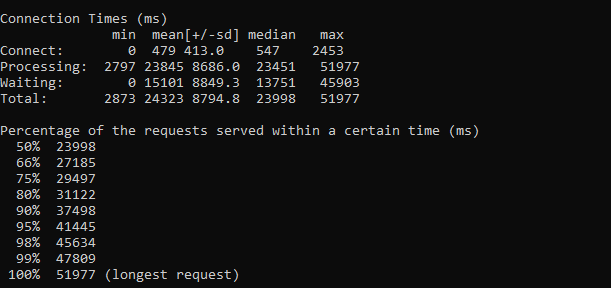 Connection Times (ms)
              min  mean[+/-sd] median   max
Connect:        0  479 413.0    547    2453
Processing:  2797 23845 8686.0  23451   51977
Waiting:        0 15101 8849.3  13751   45903
Total:       2873 24323 8794.8  23998   51977

Percentage of the requests served within a certain time (ms)
  50%  23998
  66%  27185
  75%  29497
  80%  31122
  90%  37498
  95%  41445
  98%  45634
  99%  47809
 100%  51977 (longest request)